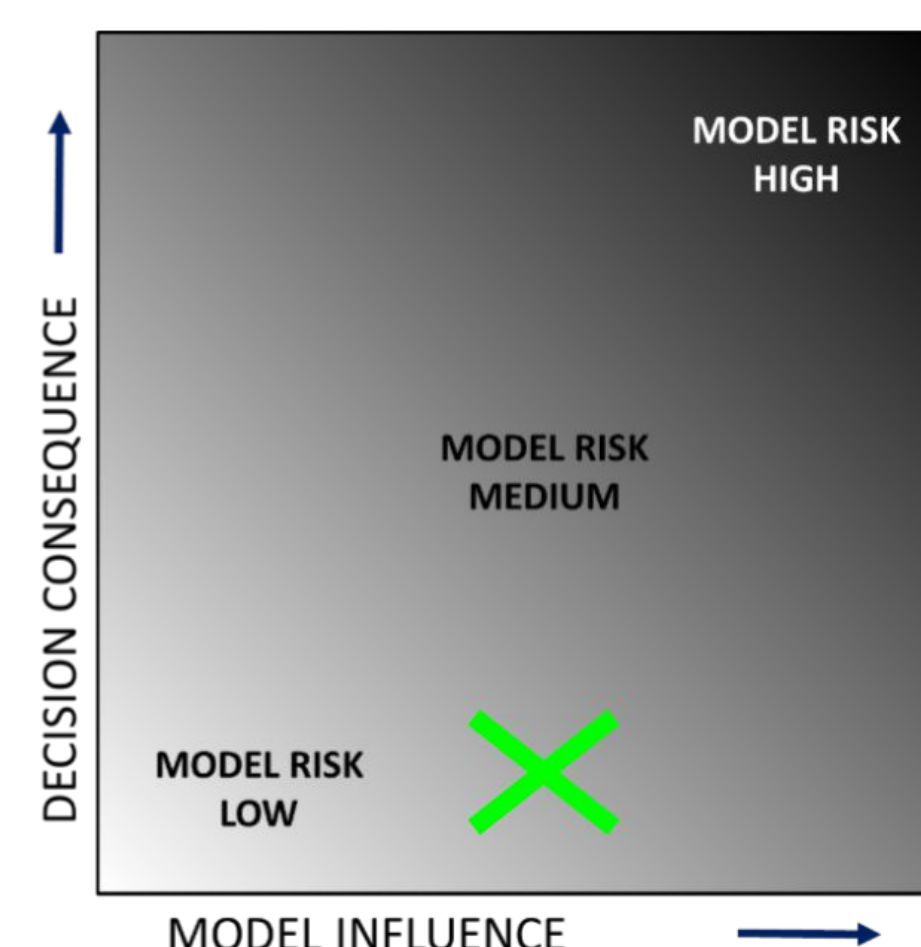 MODEL RISK
HIGH
DECISION CONSEQUENCE
MODEL RISK
MEDIUM
MODEL RISK
LOW
MODEL INFLUENCE